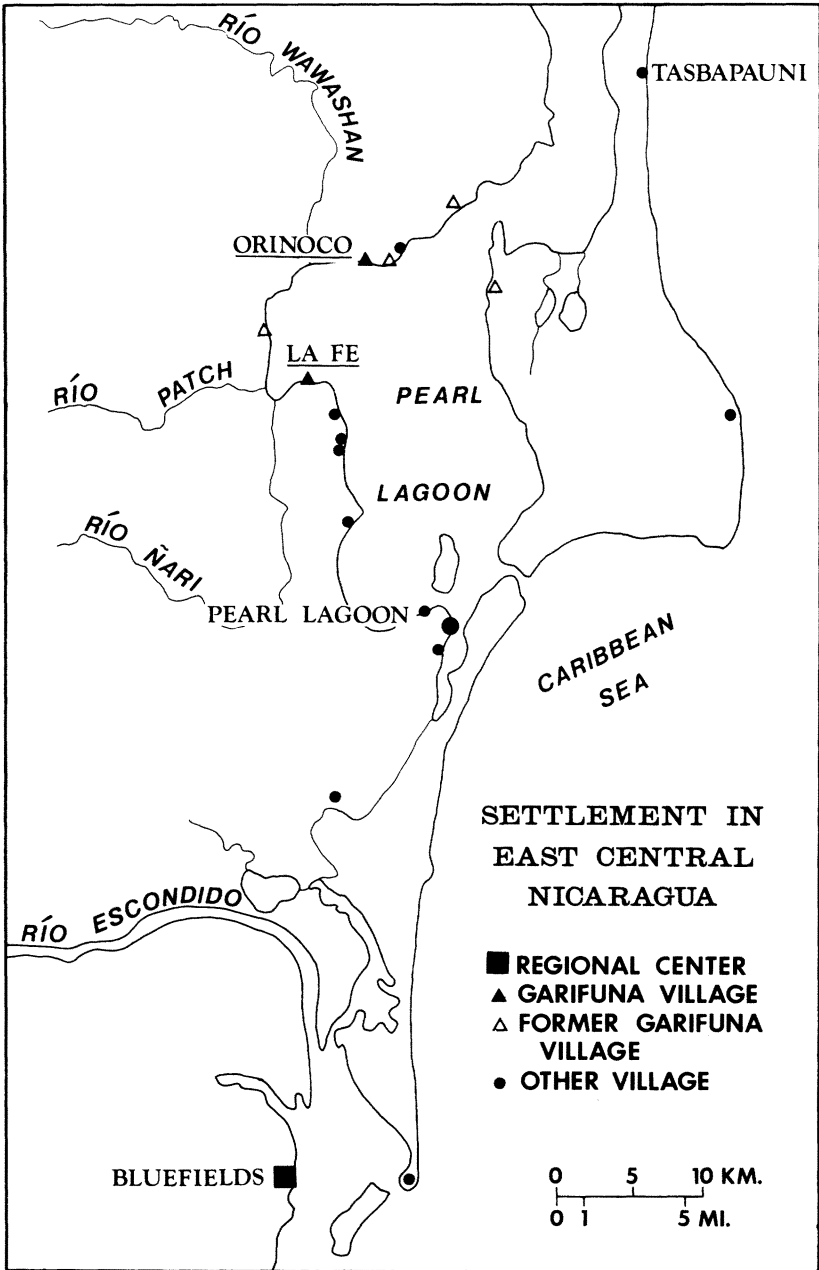 RÍO WAWASHAN
TASBAPAUNI
ORINOCO
LA FE
RÍO PATCH
PEARL
LAGOON
RÍO ÑARI
PEARL LAGOON
CARIBBEAN
SEA
SETTLEMENT IN
EAST CENTRAL
NICARAGUA
RÍO ESCONDIDO
REGIONAL CENTER
GARIFUNA VILLAGE
FORMER GARIFUNA
VILLAGE
OTHER VILLAGE
BLUEFIELDS
0 5 10 KM.
0 1 5 MI.